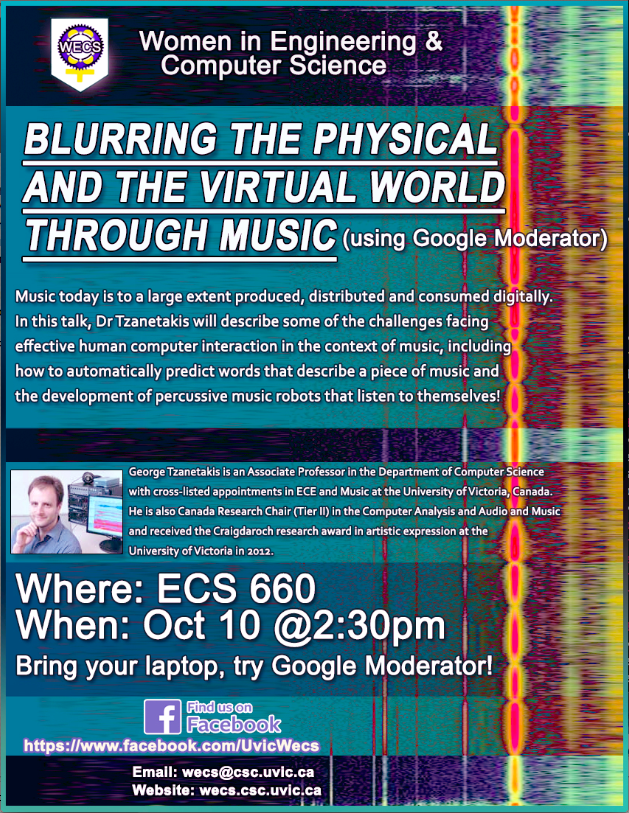 WECS
Women in Engineering &
Computer Science
BLURRING THE PHYSICAL
AND THE VIRTUAL WORLD
THROUGH MUSIC (using Google Moderator)
Music today is to a large extent produced, distributed and consumed digitally.
In this talk, Dr Tzanetakis will describe some of the challenges facing
effective human computer interaction in the context of music, including
how to automatically predict words that describe a piece of music and
the development of percussive music robots that listen to themselves!
George Tzanetakis is an Associate Professor in the Department of Computer Science
with cross-listed appointments in ECE and Music at the University of Victoria, Canada.
He is also Canada Research Chair (Tier II) in the Computer Analysis and Audio and Music
and received the Craigdaroch research award in artistic expression at the
University of Victoria in 2012.
Where: ECS 660
When: Oct 10 @2:30pm
Bring your laptop, try Google Moderator!
f Find us on
Facebook
https://www.facebook.com/UvicWecs
Email: wecs@csc.uvic.ca
Website: wecs.csc.uvic.ca